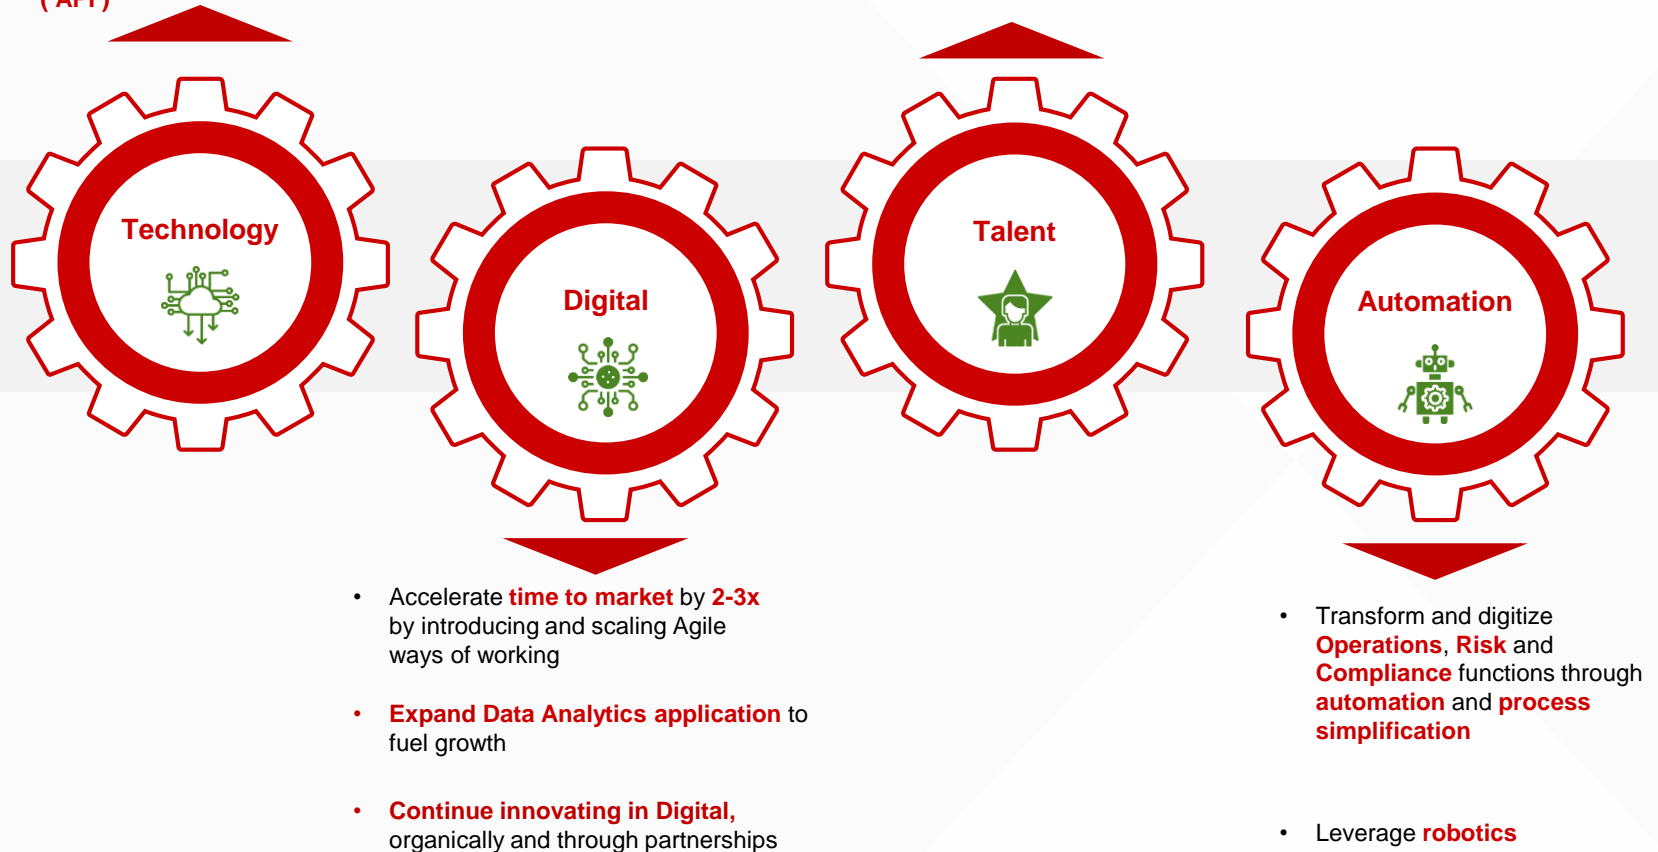 ( API )
Technology
Digital
Talent
Automation
• Accelerate time to market by 2-3x
by introducing and scaling Agile
ways of working
• Expand Data Analytics application to
fuel growth
• Continue innovating in Digital,
organically and through partnerships
• Transform and digitize
Operations, Risk and
Compliance functions through
automation and process
simplification
• Leverage robotics